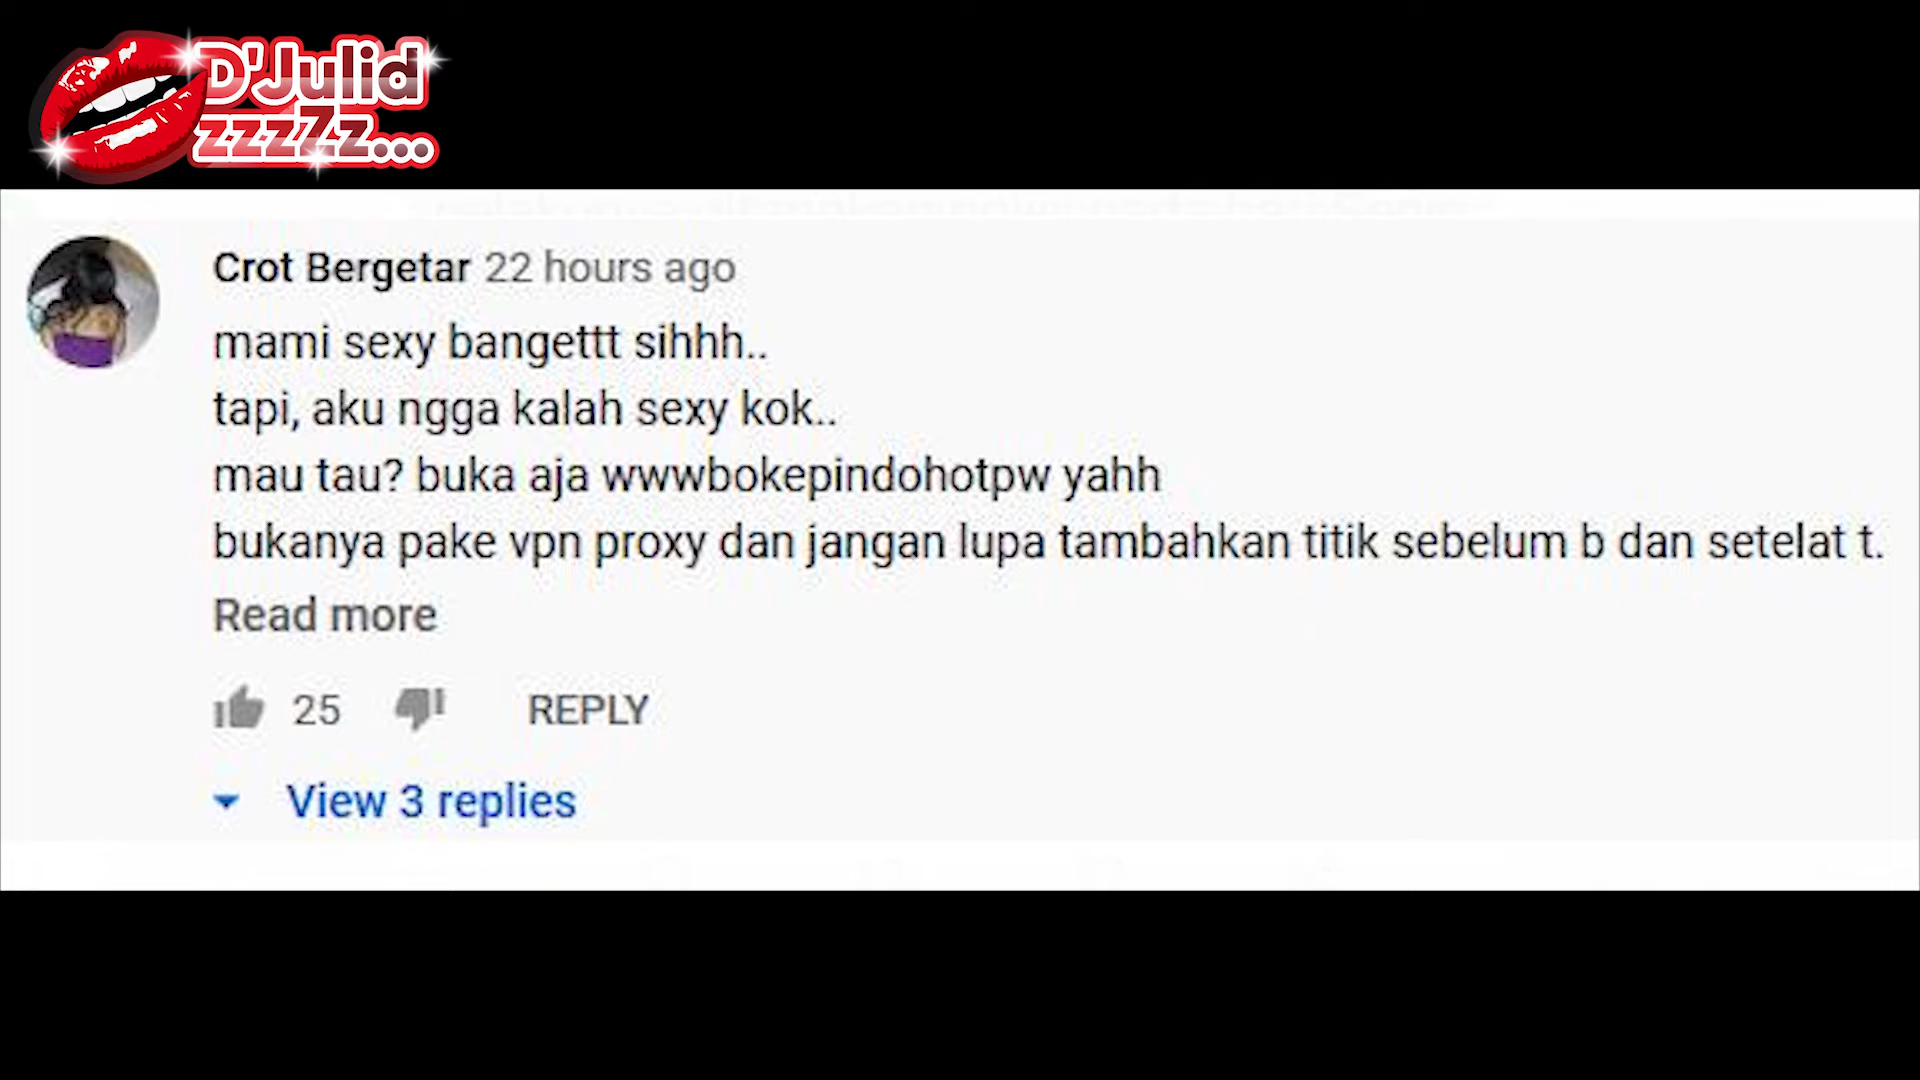 D'Julid
zzzZz...
Crot Bergetar 22 hours ago
mami sexy bangettt sihhh..
tapi, aku ngga kalah sexy kok..
mau tau? buka aja wwwbokepindohotpw yahh
bukanya pake vpn proxy dan jangan lupa tambahkan titik sebelum b dan setelat t.
Read more
25 REPLY
View 3 replies